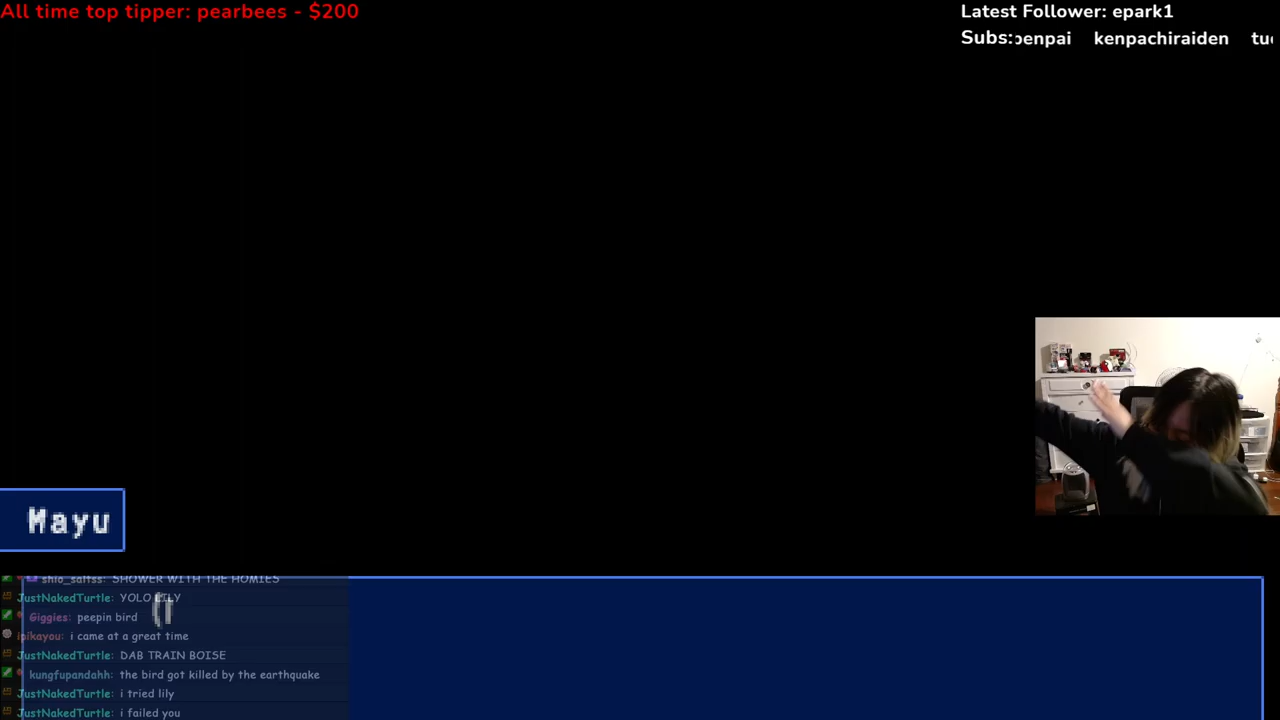 All time top tipper: pearbees - $200
Latest Follower: epark1
Subs: penpai kenpachiraiden
Mayu
shio_saltss: SHOWER WITH THE HOMIES
JustNakedTurtle: YOLO LILY
Giggies: peepin bird
ipikayou: i came at a great time
JustNakedTurtle: DAB TRAIN BOISE
kungfupandahh: the bird got killed by the earthquake
JustNakedTurtle: i tried lily
JustNakedTurtle: i failed you